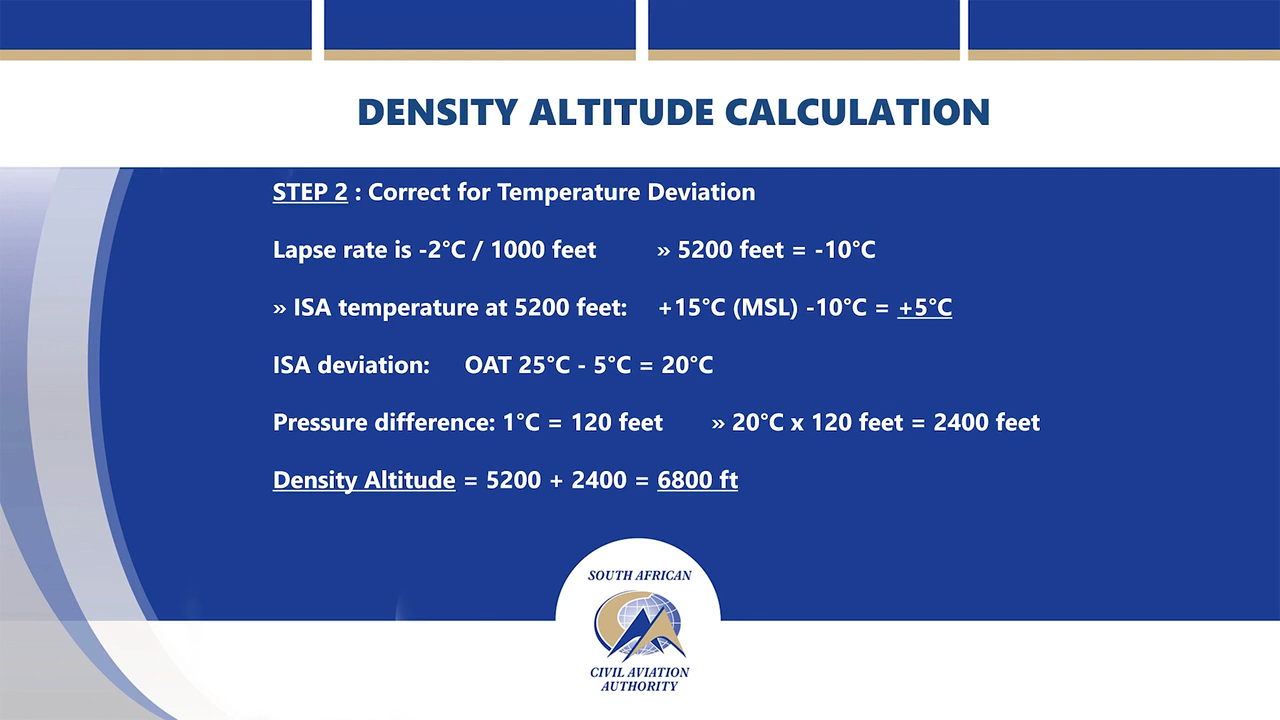 DENSITY ALTITUDE CALCULATION
STEP 2 : Correct for Temperature Deviation
Lapse rate is -2°C / 1000 feet » 5200 feet = -10°C
» ISA temperature at 5200 feet: +15°C (MSL) -10°C = +5°C
ISA deviation: OAT 25°C - 5°C = 20°C
Pressure difference: 1°C = 120 feet » 20°C x 120 feet = 2400 feet
Density Altitude = 5200 + 2400 = 6800 ft
SOUTH AFRICAN
CIVIL AVIATION
AUTHORITY